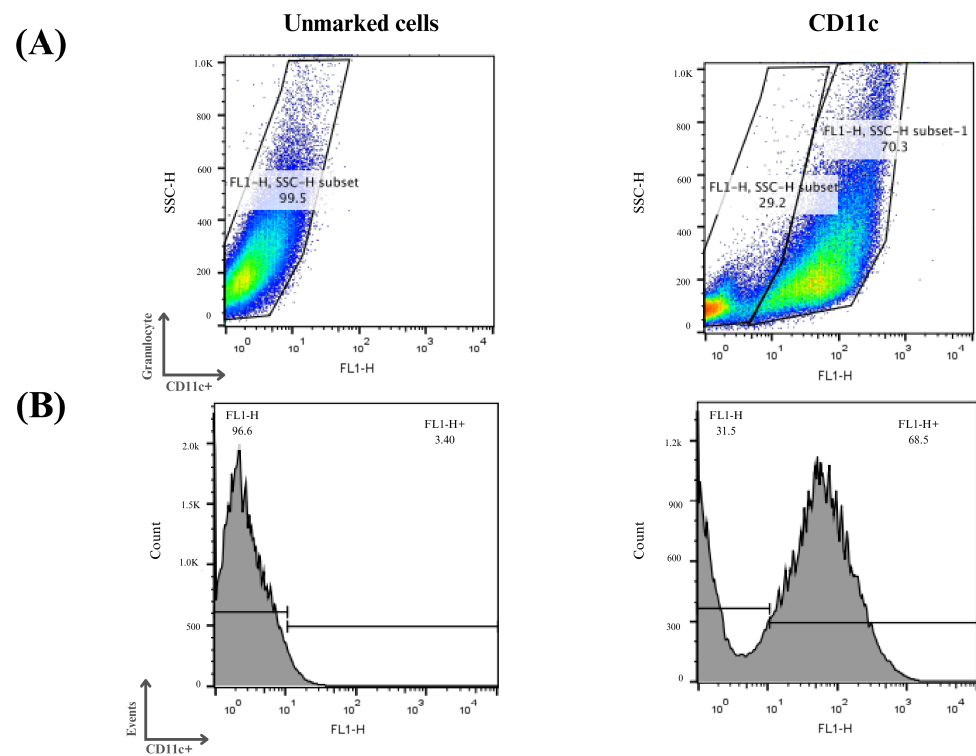 Unmarked cells
CD11c
(A)
1.0K
800
600
400
200
0
SSC-H
FL1-H, SSC-H subset
99.5
10^0
10^1
10^2
10^3
10^4
FL1-H
Granulocyte
CD11c+
1.0K
800
600
400
200
0
SSC-H
FL1-H, SSC-H subset-1
70.3
FL1-H, SSC-H subset
29.2
10^0
10^1
10^2
10^3
10^4
FL1-H
(B)
FL1-H
96.6
FL1-H+
3.40
2.0k
1.5K
1.0K
500
0
Count
10^0
10^1
10^2
10^3
10^4
FL1-H
Events
CD11c+
FL1-H
31.5
FL1-H+
68.5
1.2k
900
600
300
0
Count
10^0
10^1
10^2
10^3
10^4
FL1-H